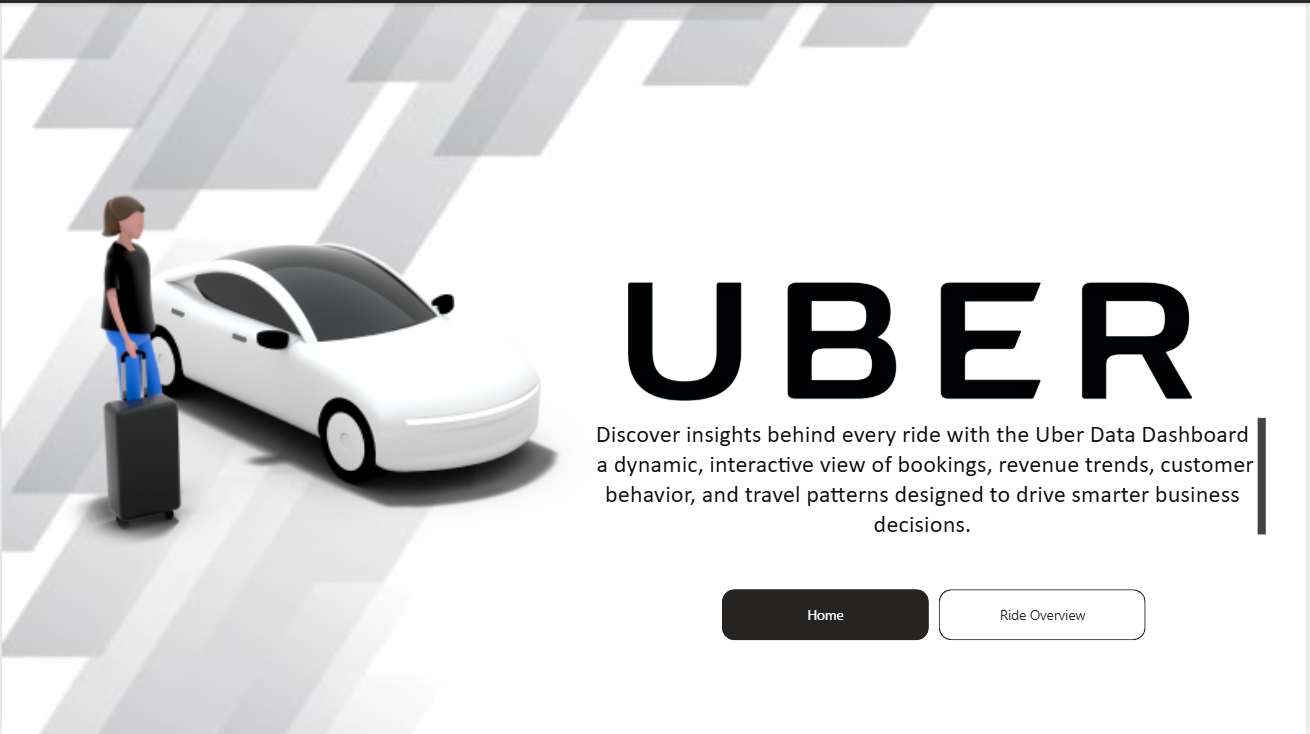 UBER
Discover insights behind every ride with the Uber Data Dashboard
a dynamic, interactive view of bookings, revenue trends, customer
behavior, and travel patterns designed to drive smarter business
decisions.
Home
Ride Overview